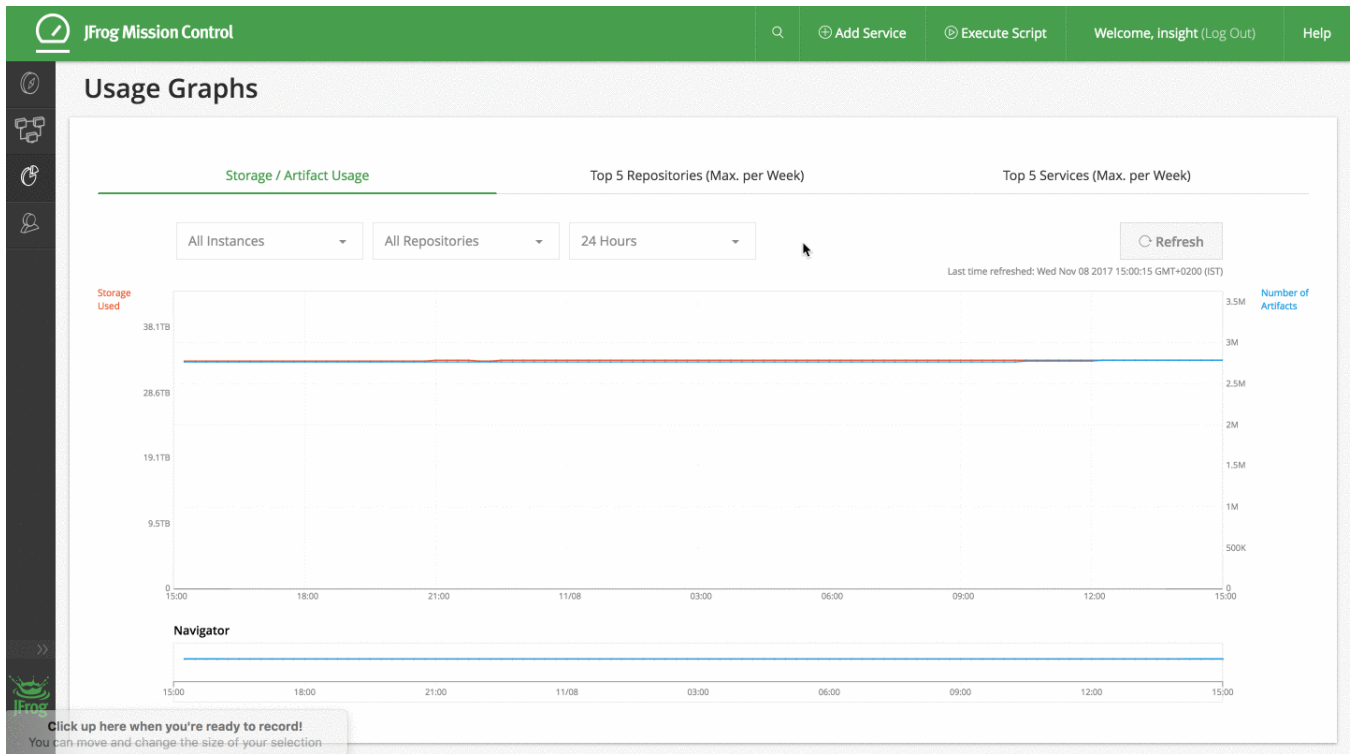 JFrog Mission Control
Add Service
Execute Script
Welcome, insight (Log Out)
Help
Usage Graphs
Storage / Artifact Usage
Top 5 Repositories (Max. per Week)
Top 5 Services (Max. per Week)
All Instances
All Repositories
24 Hours
Refresh
Last time refreshed: Wed Nov 08 2017 15:00:15 GMT+0200 (IST)
Storage
Used
Number of
Artifacts
38.1TB
28.6TB
19.1TB
9.5TB
0
3.5M
3M
2.5M
2M
1.5M
1M
500K
0
15:00 18:00 21:00 11/08 03:00 06:00 09:00 12:00 15:00
Navigator
15:00 18:00 21:00 11/08 03:00 06:00 09:00 12:00 15:00
JFrog
Click up here when you're ready to record!
You can move and change the size of your selection